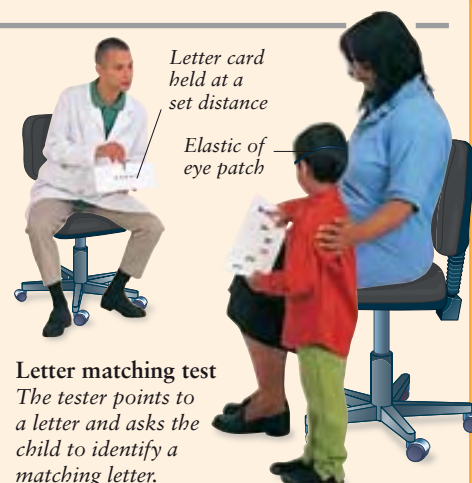 Letter card
held at a
set distance
Elastic of
eye patch
Letter matching test
The tester points to
a letter and asks the
child to identify a
matching letter.